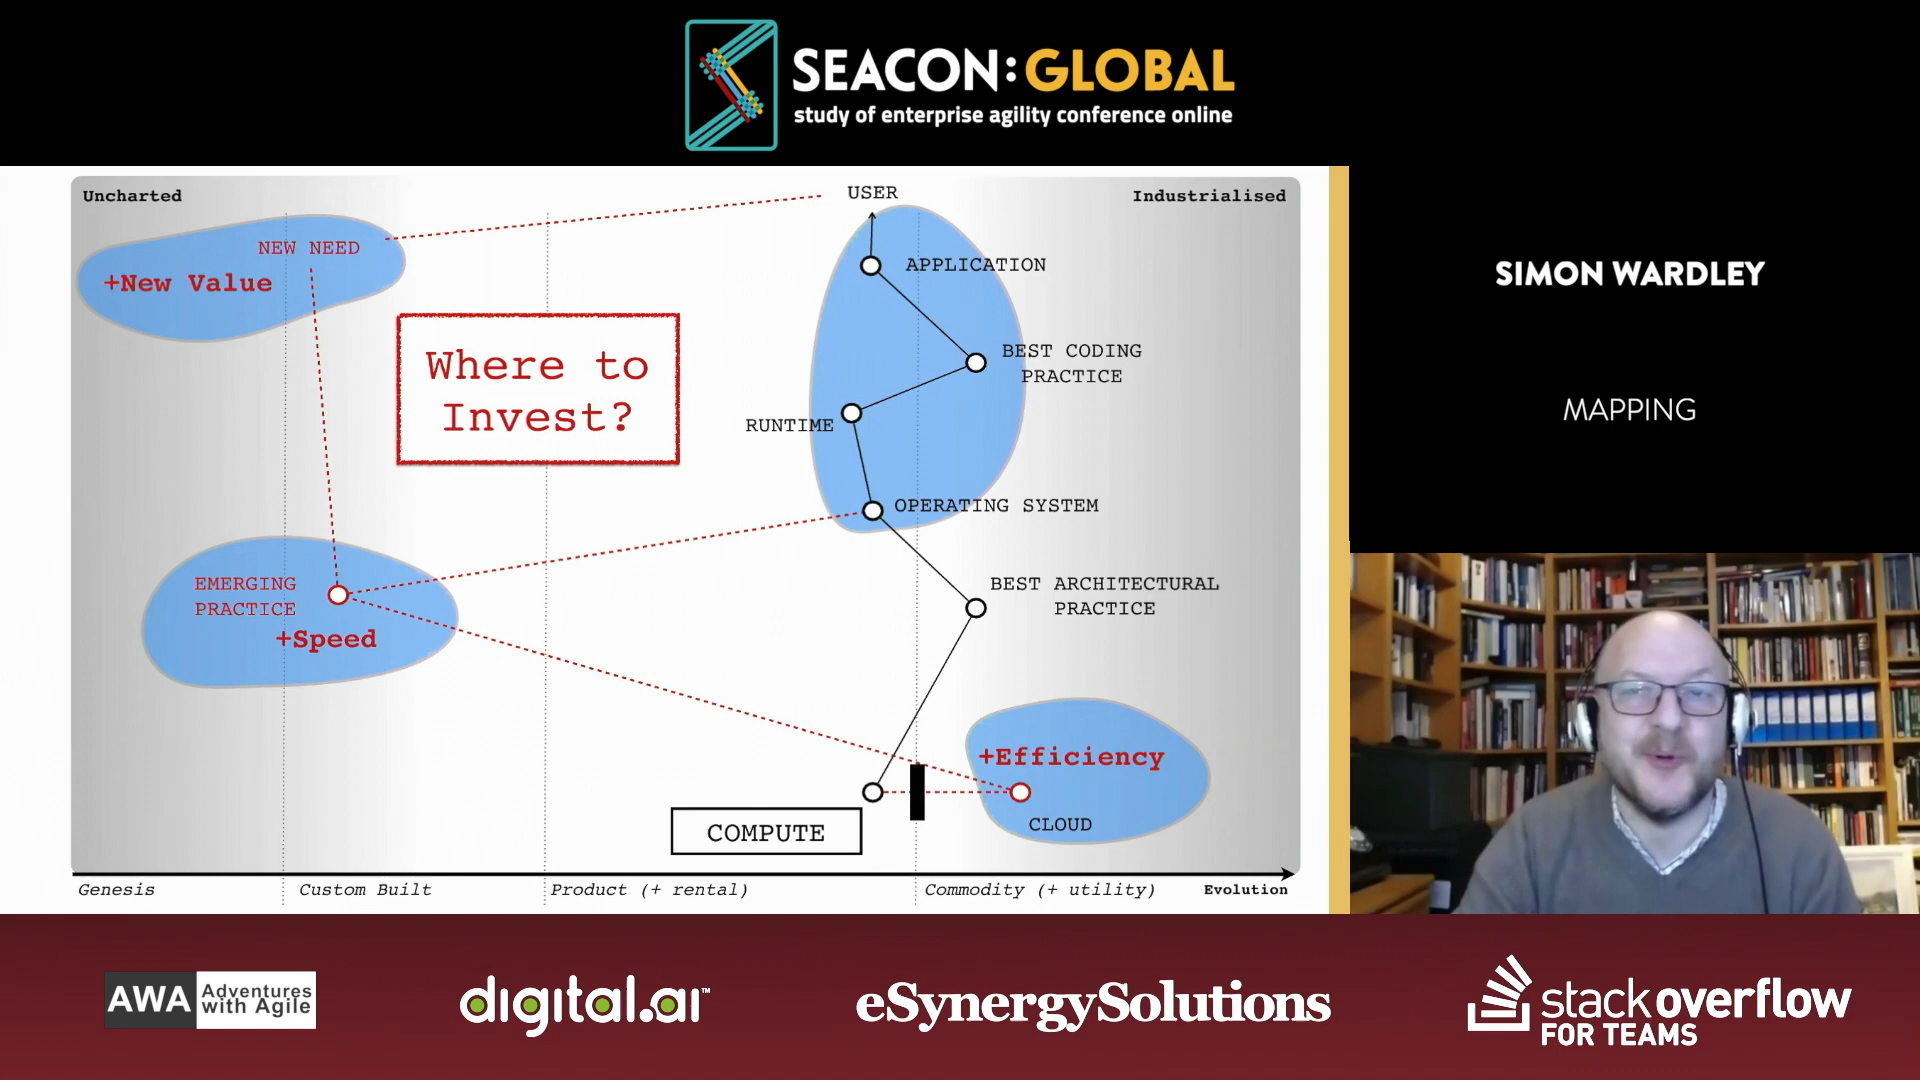 SEACON:GLOBAL
study of enterprise agility conference online
Uncharted
USER
Industrialised
NEW NEED
+New Value
APPLICATION
Where to
Invest?
BEST CODING
PRACTICE
RUNTIME
OPERATING SYSTEM
EMERGING
PRACTICE
+Speed
BEST ARCHITECTURAL
PRACTICE
+Efficiency
CLOUD
COMPUTE
Genesis
Custom Built
Product (+ rental)
Commodity (+ utility)
Evolution
SIMON WARDLEY
MAPPING
AWA Adventures
with Agile
digital.ai™
eSynergySolutions
stackoverflow
FOR TEAMS